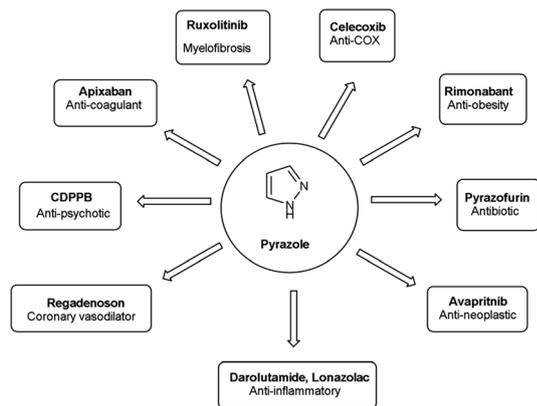 Ruxolitinib
Myelofibrosis
Celecoxib
Anti-COX
Apixaban
Anti-coagulant
Rimonabant
Anti-obesity
CDPPB
Anti-psychotic
N
N
H
Pyrazole
Pyrazofurin
Antibiotic
Regadenoson
Coronary vasodilator
Avapritnib
Anti-neoplastic
Darolutamide, Lonazolac
Anti-inflammatory